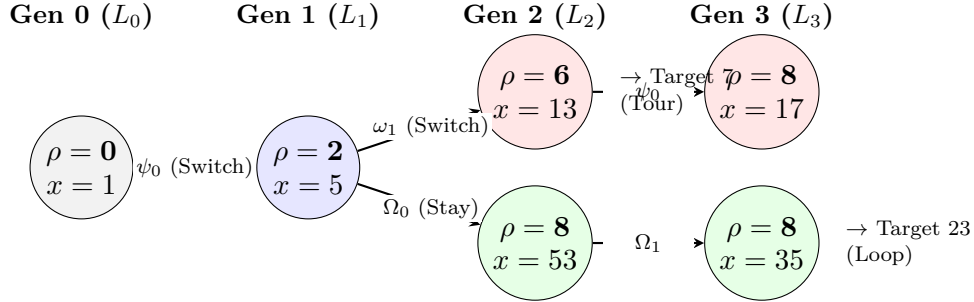 Gen 0 (L₀)
Gen 1 (L₁)
Gen 2 (L₂)
Gen 3 (L₃)
ρ = 0
x = 1
ψ₀ (Switch)
ρ = 2
x = 5
ω₁ (Switch)
Ω₀ (Stay)
ρ = 6
x = 13
→ Target 7
(Tour)
ψ₀
ρ = 8
x = 17
ρ = 8
x = 53
Ω₁
ρ = 8
x = 35
→ Target 23
(Loop)